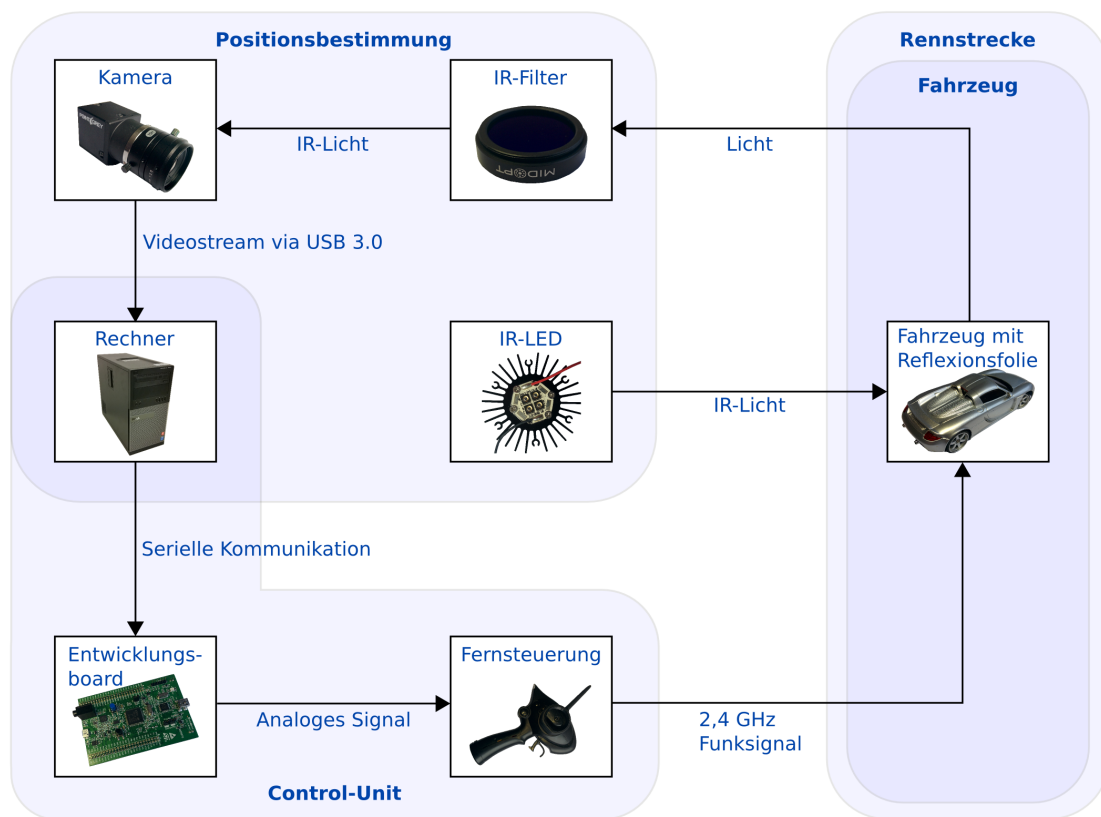 Positionsbestimmung
Rennstrecke
Kamera
IR-Filter
Fahrzeug
MIDOPT
IR-Licht
Licht
Videostream via USB 3.0
Rechner
IR-LED
Fahrzeug mit
Reflexionsfolie
IR-Licht
Serielle Kommunikation
Entwicklungs-
board
Fernsteuerung
Analoges Signal
2,4 GHz
Funksignal
Control-Unit